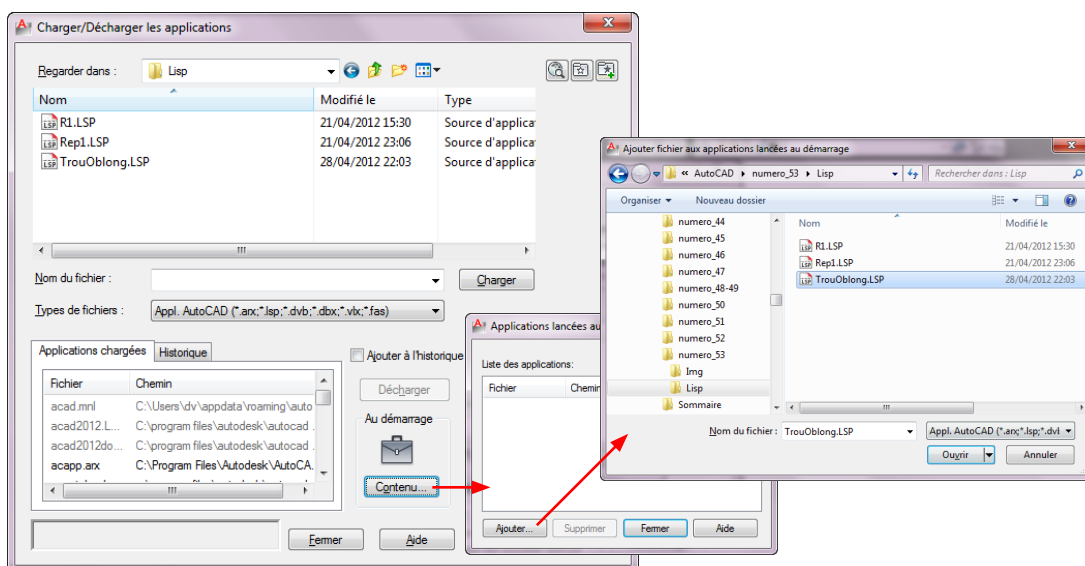 Charger/Décharger les applications
Regarder dans : Lisp
Nom Modifié le Type
R1.LSP 21/04/2012 15:30 Source d'applica
Rep1.LSP 21/04/2012 23:06 Source d'applica
TrouOblong.LSP 28/04/2012 22:03 Source d'applica
Nom du fichier : Charger
Types de fichiers : Appl. AutoCAD (*.arx;*.lsp;*.dvb;*.dbx;*.vlx;*.fas)
Applications chargées Historique
Ajouter à l'historique
Fichier Chemin
acad.mnl C:\Users\dv\appdata\roaming\auto
acad2012.L... C:\program files\autodesk\autocad .
acad2012do... C:\program files\autodesk\autocad .
acapp.arx C:\Program Files\Autodesk\AutoCA.
Décharger
Au démarrage
Contenu...
Fermer Aide
Applications lancées au
Liste des applications:
Fichier Chemin
Ajouter... Supprimer Fermer Aide
Ajouter fichier aux applications lancées au démarrage
« AutoCAD numero_53 Lisp Rechercher dans : Lisp
Organiser Nouveau dossier
numero_44
numero_45
numero_46
numero_47
numero_48-49
numero_50
numero_51
numero_52
numero_53
Img
Lisp
Sommaire
Nom Modifié le
R1.LSP 21/04/2012 15:30
Rep1.LSP 21/04/2012 23:06
TrouOblong.LSP 28/04/2012 22:03
Nom du fichier : TrouOblong.LSP Appl. AutoCAD (*.arx;*.lsp;*.dvl
Ouvrir Annuler